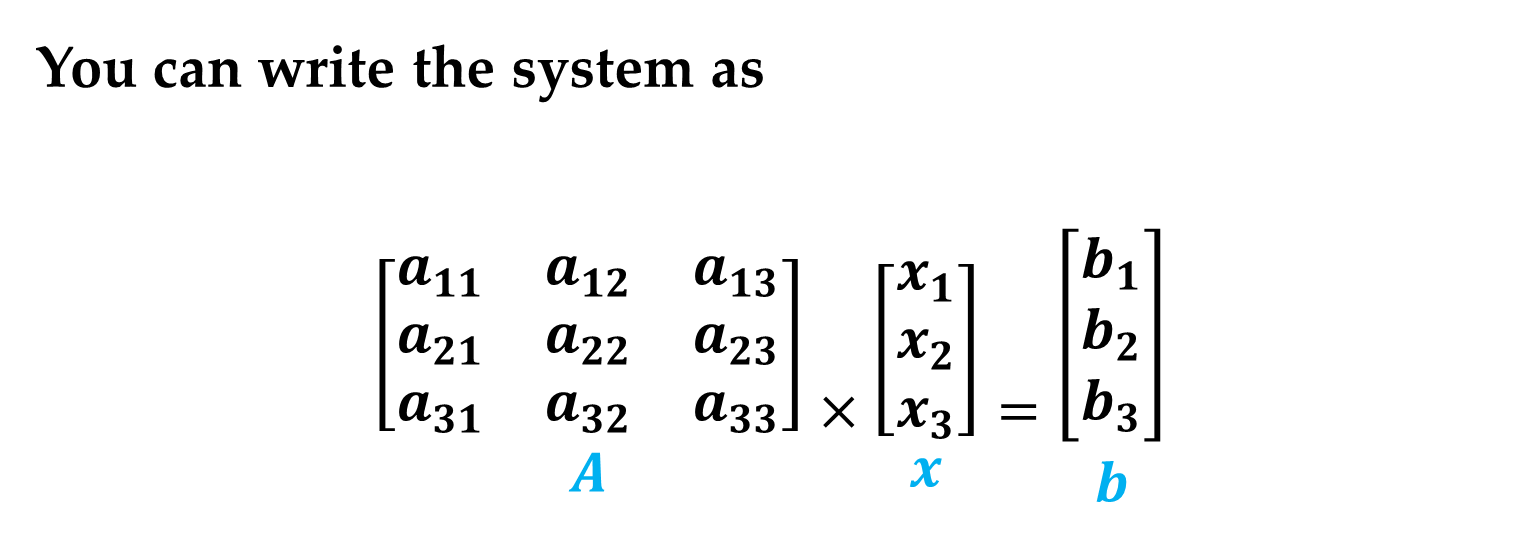 You can write the system as
[a₁₁ a₁₂ a₁₃
a₂₁ a₂₂ a₂₃
a₃₁ a₃₂ a₃₃] × [x₁
x₂
x₃] = [b₁
b₂
b₃]
A x b